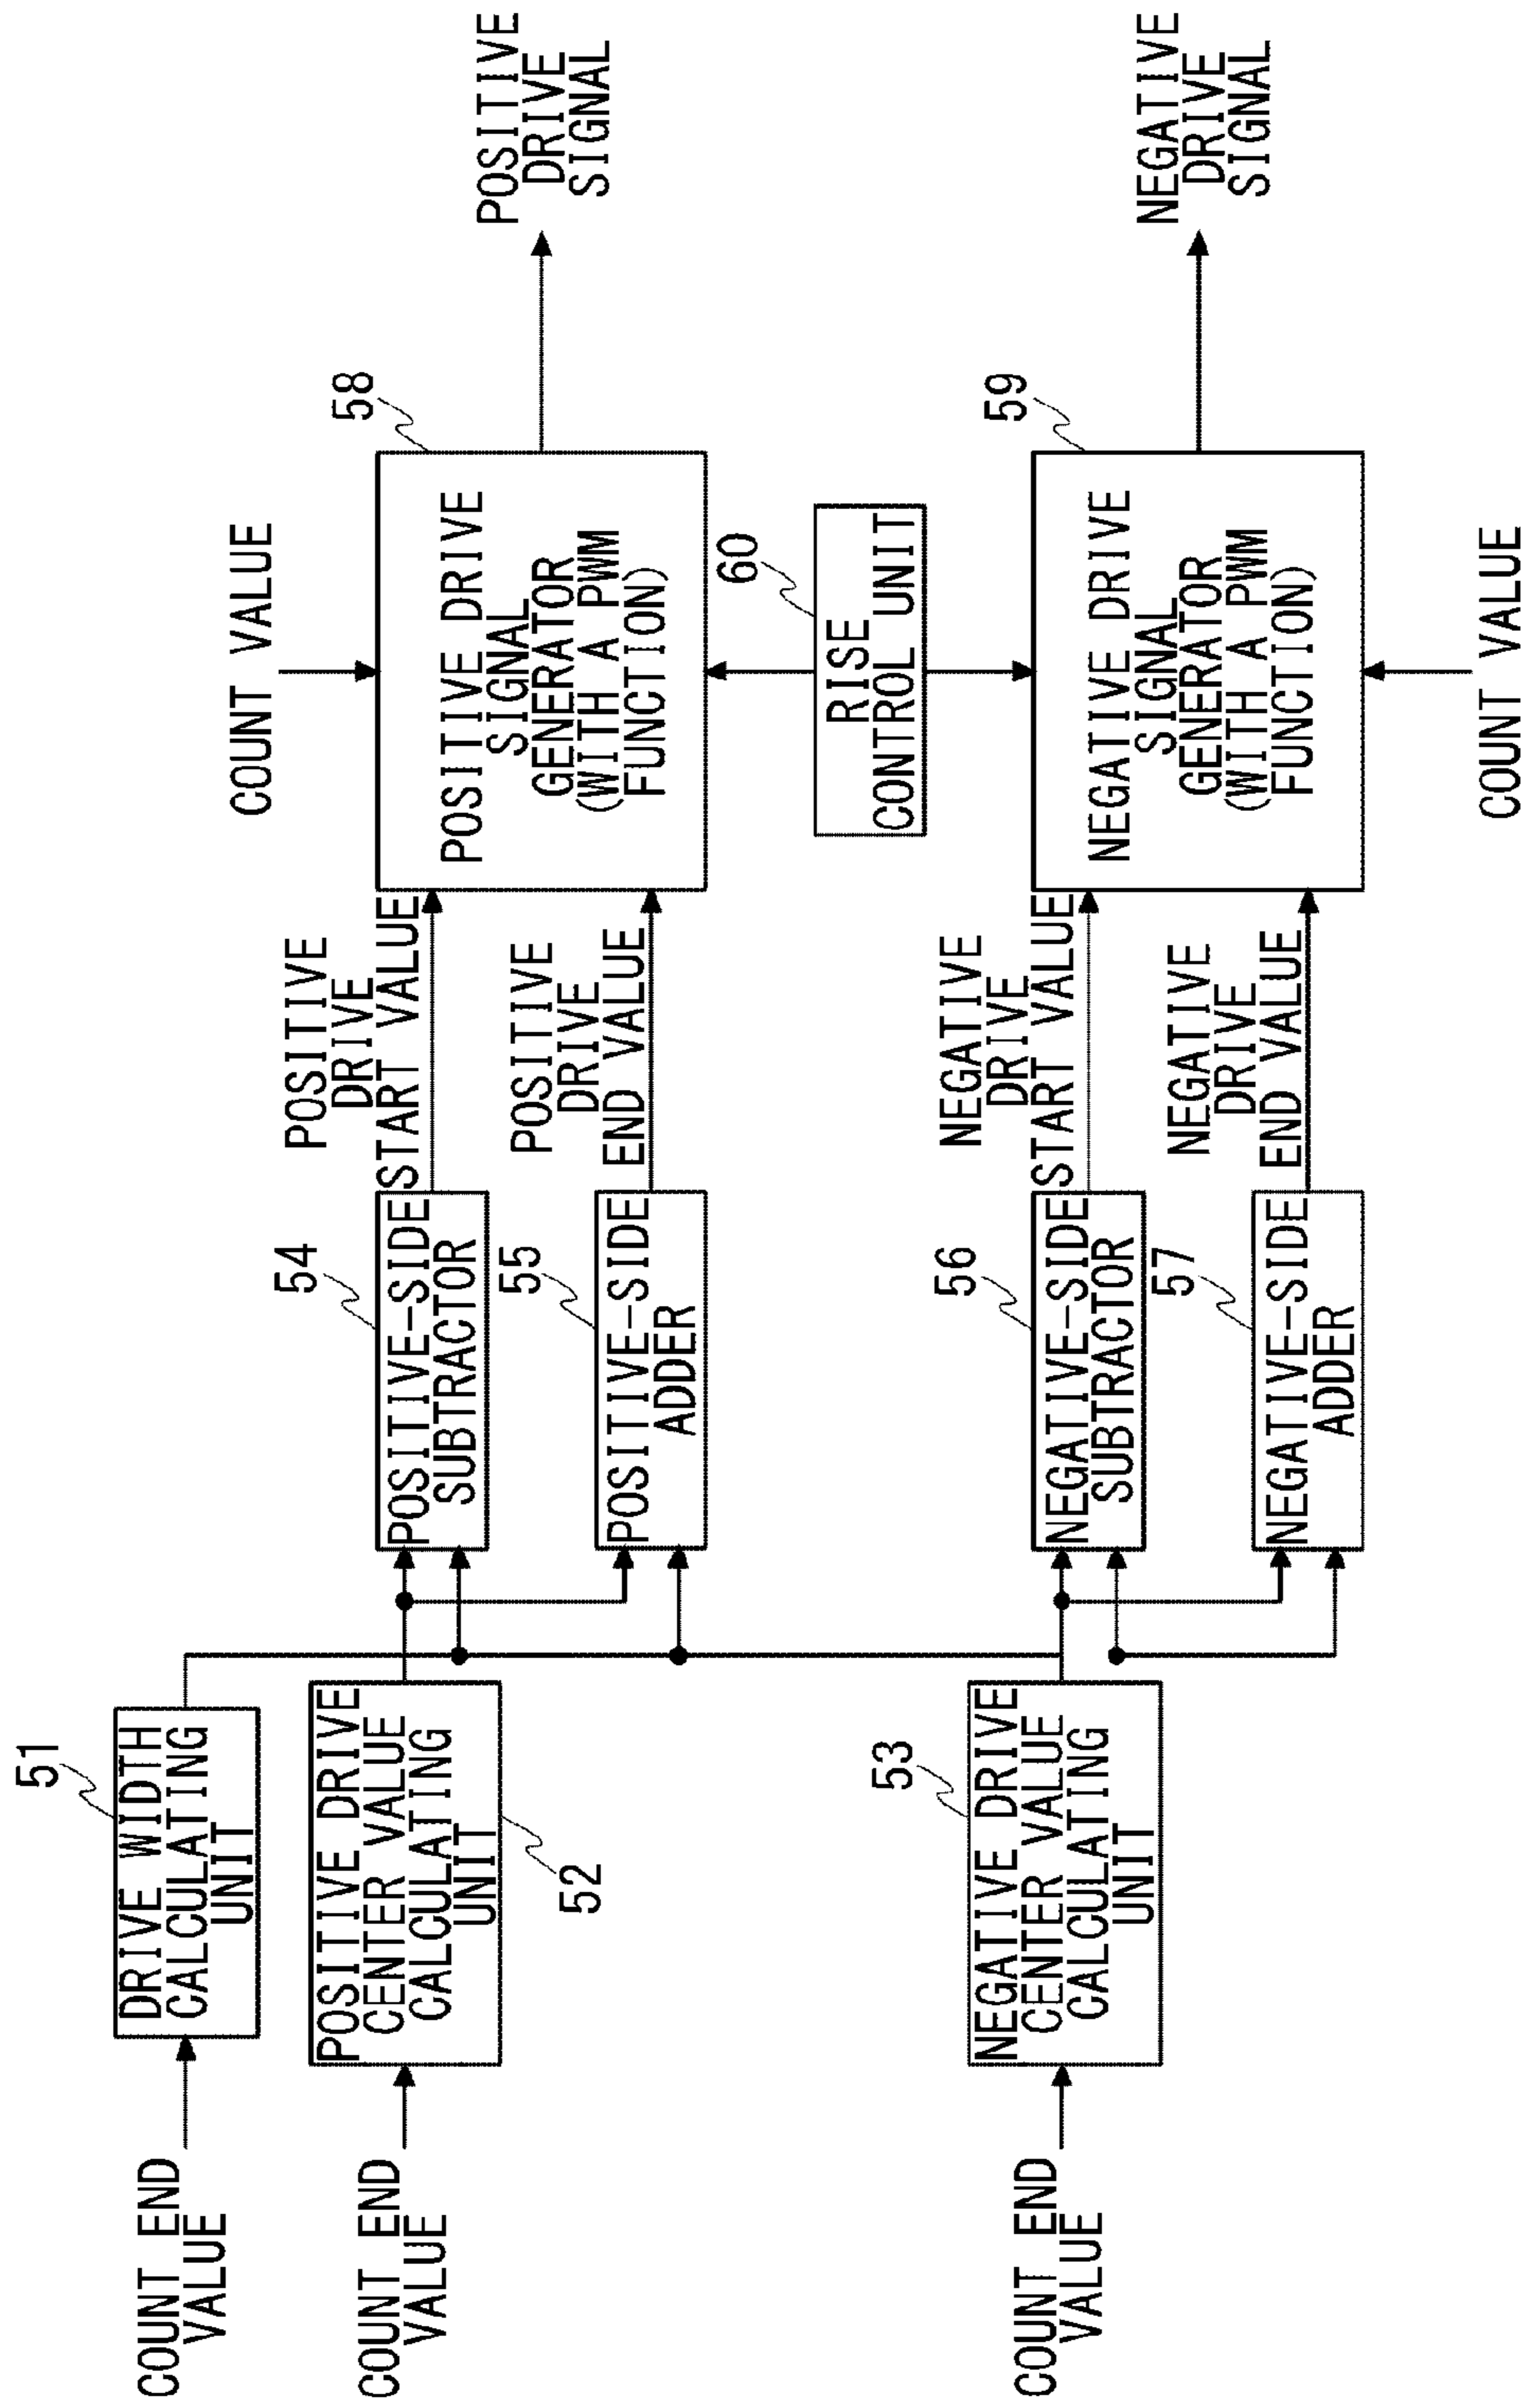 COUNT END
VALUE
51
DRIVE WIDTH
CALCULATING
UNIT
COUNT END
VALUE
POSITIVE DRIVE
CENTER VALUE
CALCULATING
UNIT
52
COUNT END
VALUE
53
NEGATIVE DRIVE
CENTER VALUE
CALCULATING
UNIT
54
POSITIVE-SIDE
SUBTRACTOR
55
POSITIVE-SIDE
ADDER
56
NEGATIVE-SIDE
SUBTRACTOR
57
NEGATIVE-SIDE
ADDER
POSITIVE
DRIVE
START VALUE
POSITIVE
DRIVE
END VALUE
NEGATIVE
DRIVE
START VALUE
NEGATIVE
DRIVE
END VALUE
COUNT VALUE
58
POSITIVE DRIVE
SIGNAL
GENERATOR
(WITH A PWM
FUNCTION)
60
RISE
CONTROL UNIT
59
NEGATIVE DRIVE
SIGNAL
GENERATOR
(WITH A PWM
FUNCTION)
COUNT VALUE
POSITIVE
DRIVE
SIGNAL
NEGATIVE
DRIVE
SIGNAL